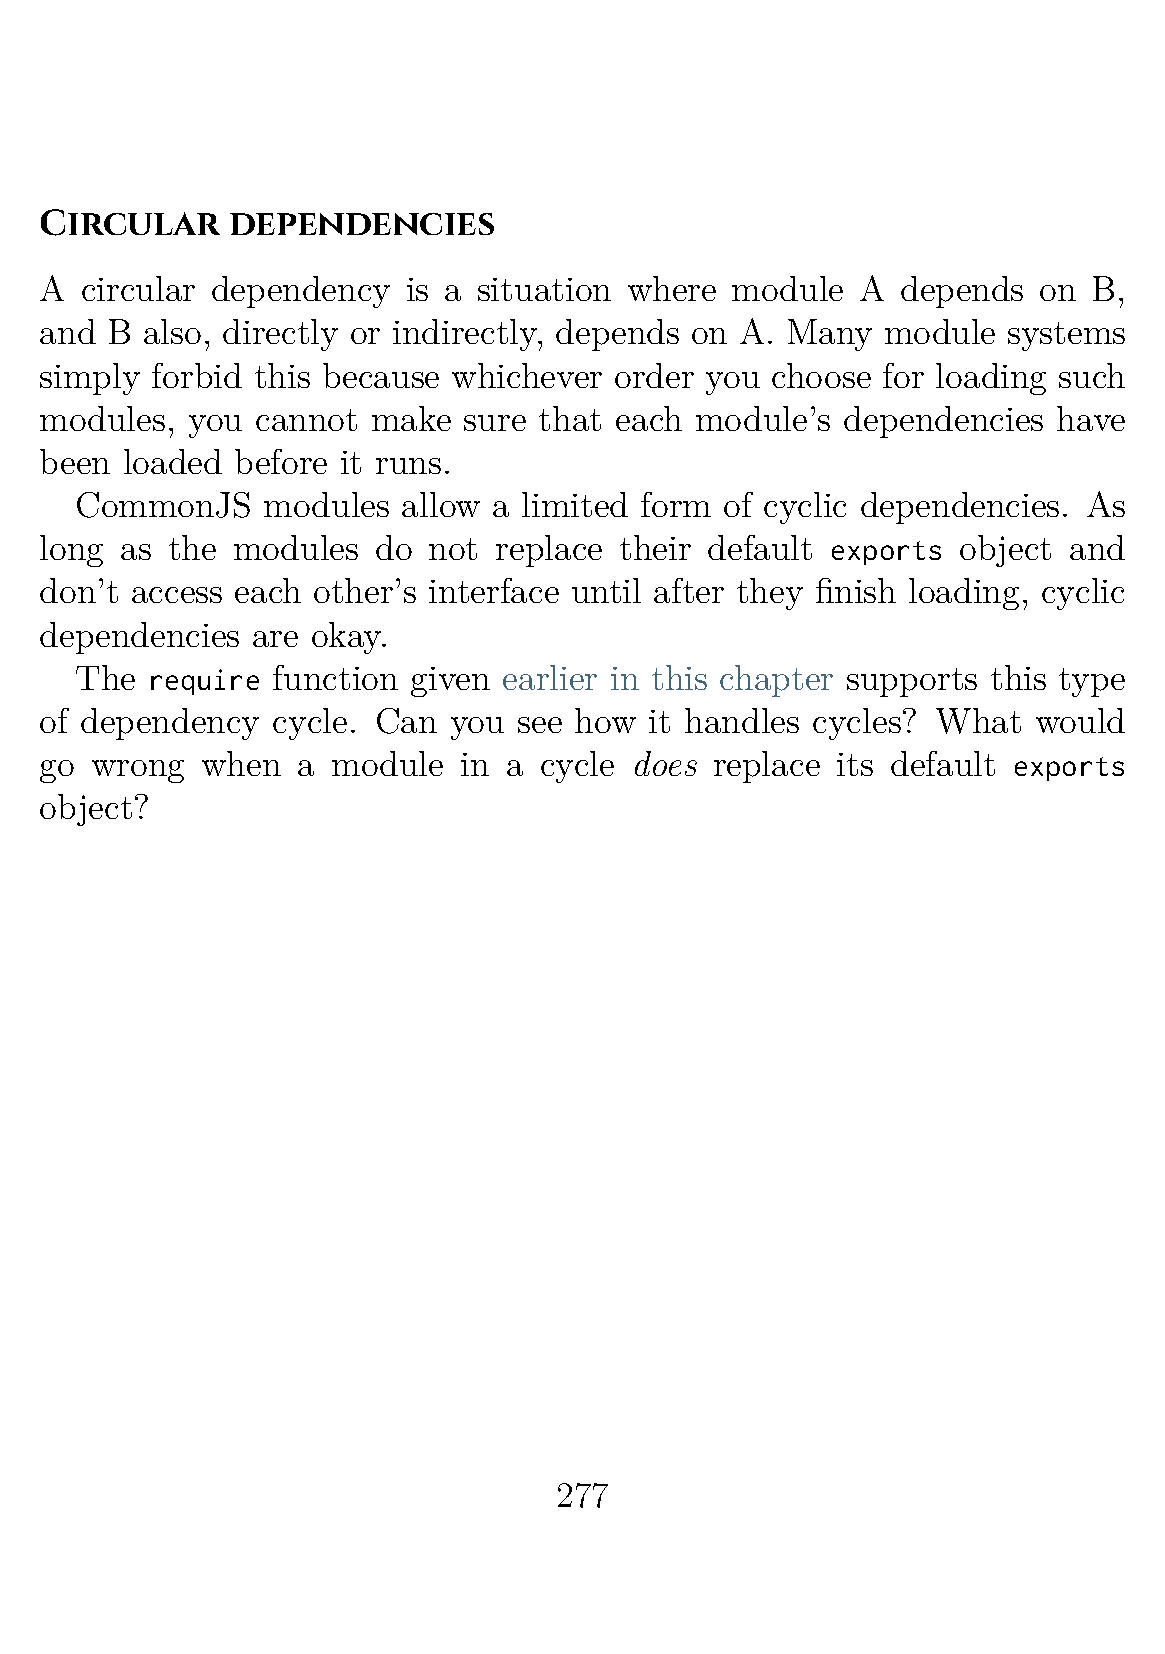 Circular dependencies
A circular dependency is a situation where module A depends on B,
and B also, directly or indirectly, depends on A. Many module systems
simply forbid this because whichever order you choose for loading such
modules, you cannot make sure that each module’s dependencies have
been loaded before it runs.
CommonJS modules allow a limited form of cyclic dependencies. As
long as the modules do not replace their default exports object and
don’t access each other’s interface until after they finish loading, cyclic
dependencies are okay.
The require function given earlier in this chapter supports this type
of dependency cycle. Can you see how it handles cycles? What would
go wrong when a module in a cycle does replace its default exports
object?
277